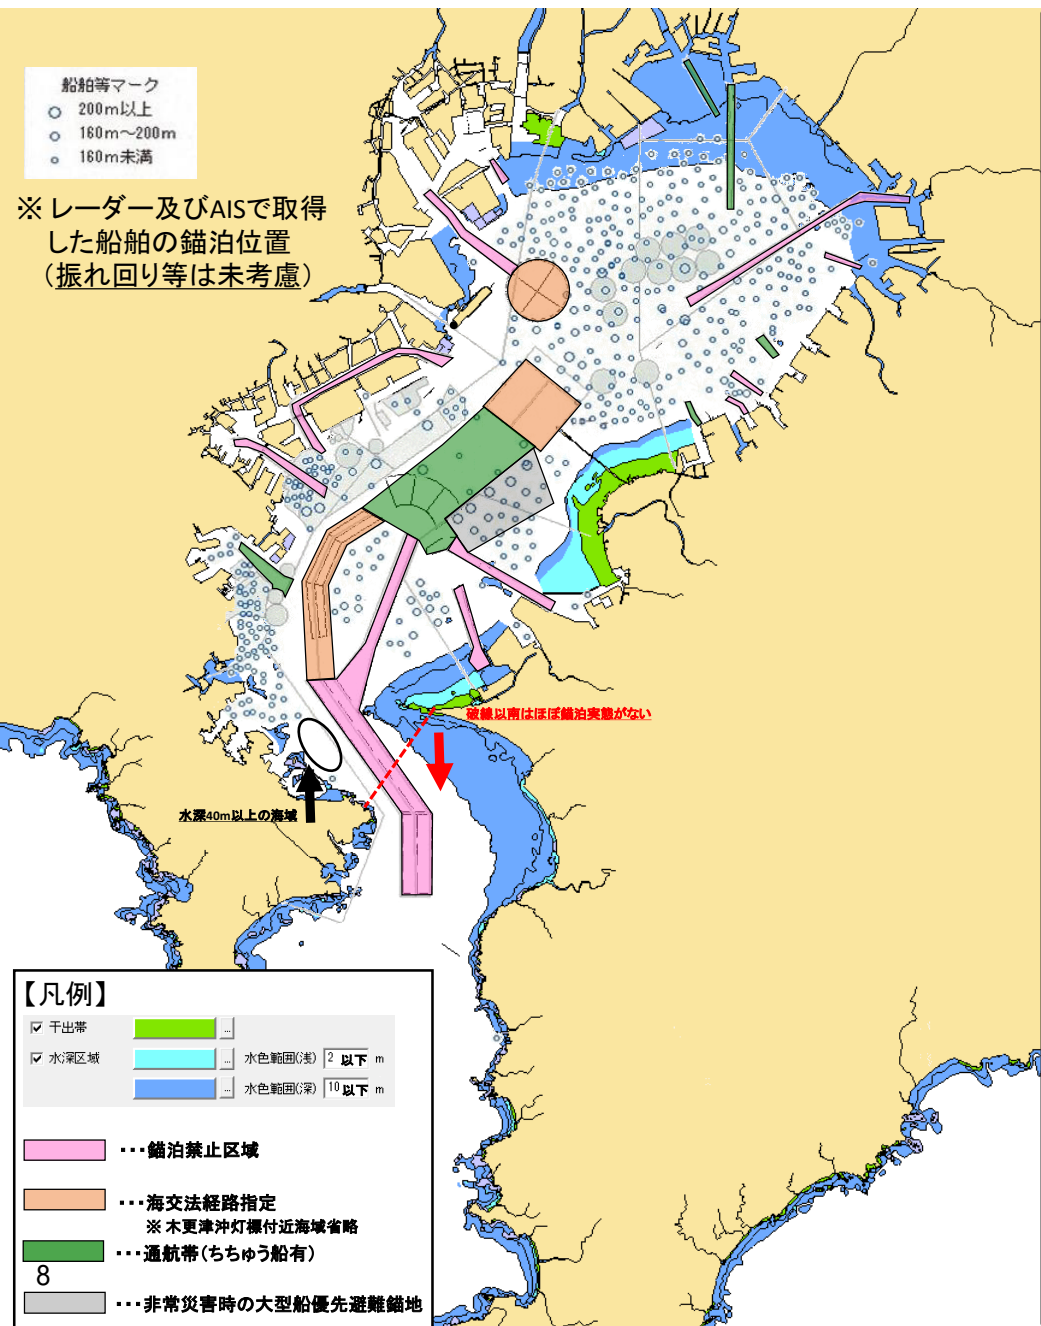 船舶等マーク
200m以上
160m～200m
160m未満
※ レーダー及びAISで取得
した船舶の錨泊位置
（振れ回り等は未考慮）
破線以南はほぼ錨泊実態がない
水深40m以上の海域
【凡例】
干出帯 ...
水深区域 ... 水色範囲(浅) 2 以下 m
... 水色範囲(深) 10 以下 m
･･･錨泊禁止区域
･･･海交法経路指定
※ 木更津沖灯標付近海域省略
･･･通航帯(ちちゅう船有)
8
･･･非常災害時の大型船優先避難錨地